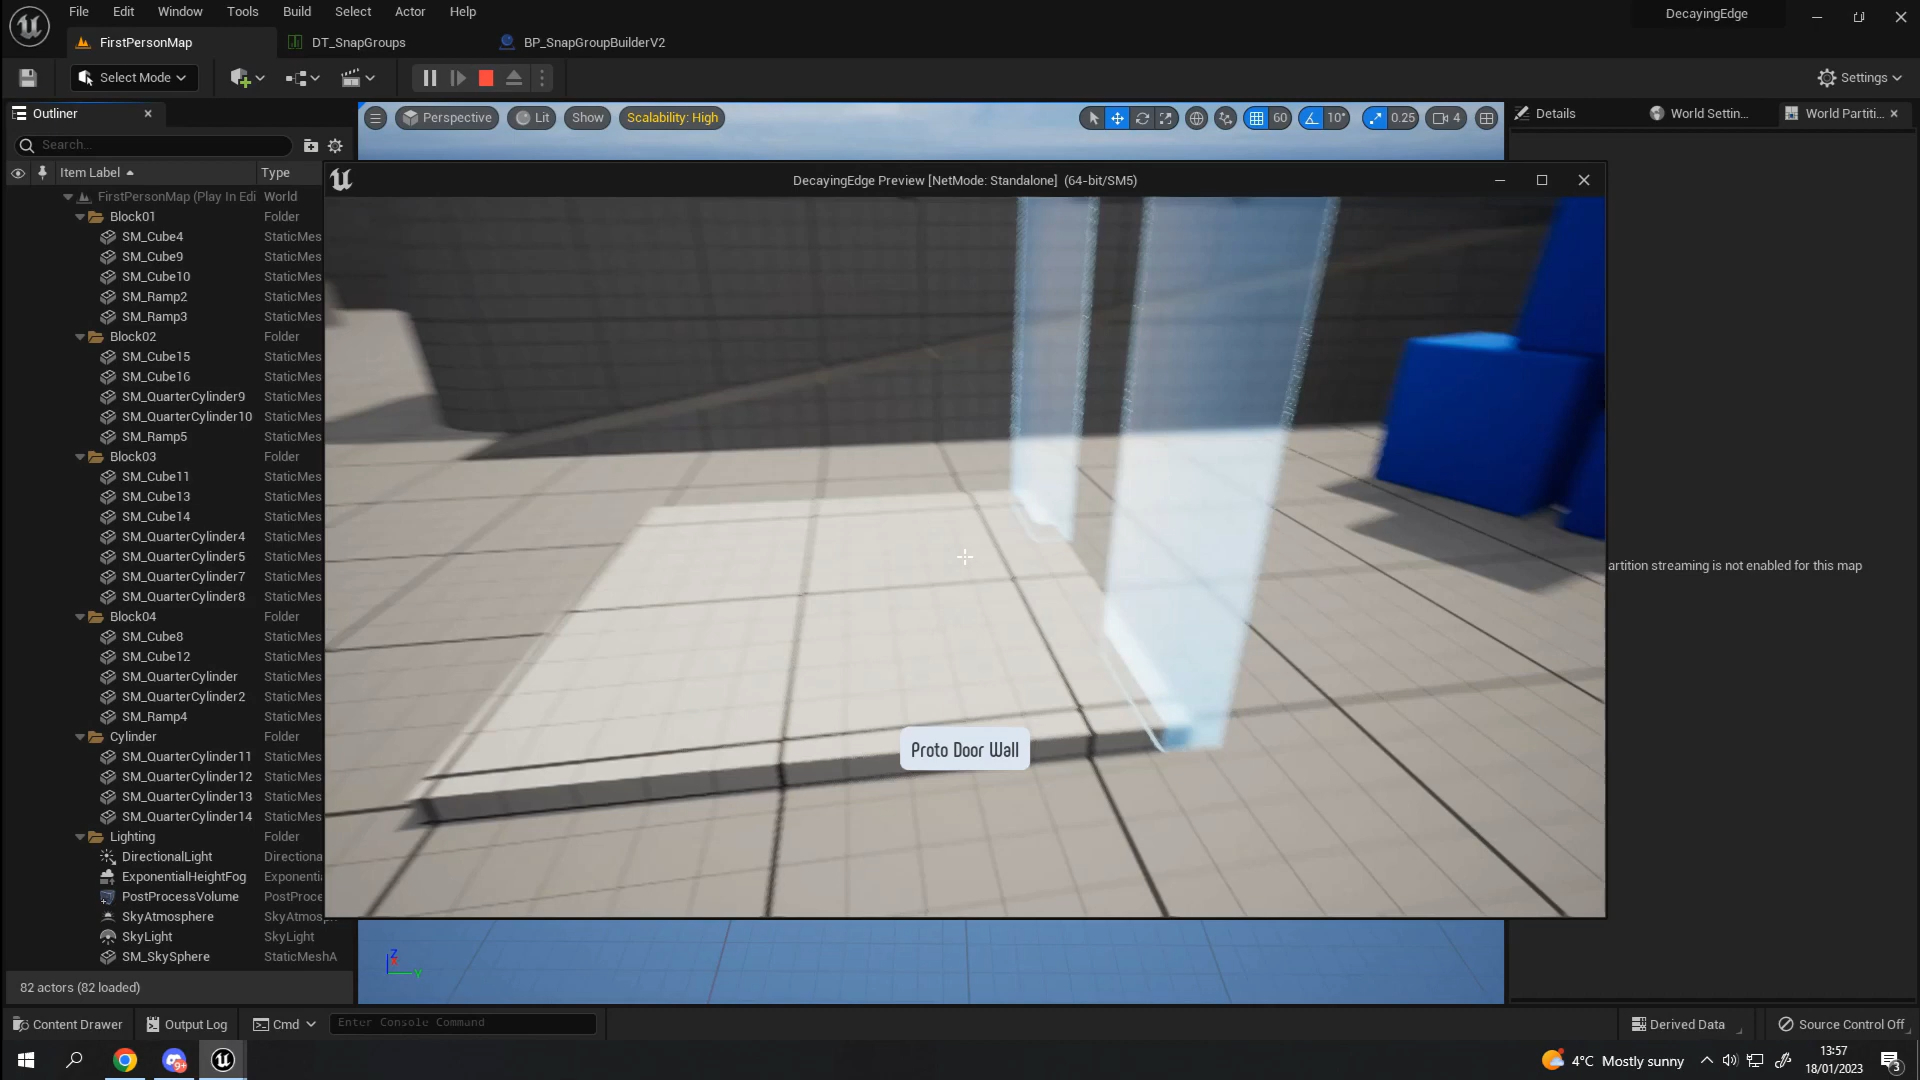 File Edit Window Tools Build Select Actor Help
DecayingEdge
FirstPersonMap
DT_SnapGroups
BP_SnapGroupBuilderV2
Select Mode
Settings
Outliner
Perspective
Lit
Show
Scalability: High
60
10°
0.25
4
Details
World Settin...
World Partiti...
Search...
Item Label
Type
DecayingEdge Preview [NetMode: Standalone] (64-bit/SM5)
FirstPersonMap (Play In Edi World
Block01 Folder
SM_Cube4 StaticMes
SM_Cube9 StaticMes
SM_Cube10 StaticMes
SM_Ramp2 StaticMes
SM_Ramp3 StaticMes
Block02 Folder
SM_Cube15 StaticMes
SM_Cube16 StaticMes
SM_QuarterCylinder9 StaticMes
SM_QuarterCylinder10 StaticMes
SM_Ramp5 StaticMes
Block03 Folder
SM_Cube11 StaticMes
SM_Cube13 StaticMes
SM_Cube14 StaticMes
SM_QuarterCylinder4 StaticMes
SM_QuarterCylinder5 StaticMes
SM_QuarterCylinder7 StaticMes
SM_QuarterCylinder8 StaticMes
Block04 Folder
SM_Cube8 StaticMes
SM_Cube12 StaticMes
SM_QuarterCylinder StaticMes
SM_QuarterCylinder2 StaticMes
SM_Ramp4 StaticMes
Cylinder Folder
SM_QuarterCylinder11 StaticMes
SM_QuarterCylinder12 StaticMes
SM_QuarterCylinder13 StaticMes
SM_QuarterCylinder14 StaticMes
Lighting Folder
DirectionalLight Directiona
ExponentialHeightFog Exponenti
PostProcessVolume PostProce
SkyAtmosphere SkyAtmosp
SkyLight SkyLight
SM_SkySphere StaticMeshA
82 actors (82 loaded)
Proto Door Wall
artition streaming is not enabled for this map
Z
X
Y
Content Drawer
Output Log
Cmd
Enter Console Command
Derived Data
Source Control Off
9+
4°C Mostly sunny
13:57
18/01/2023
3